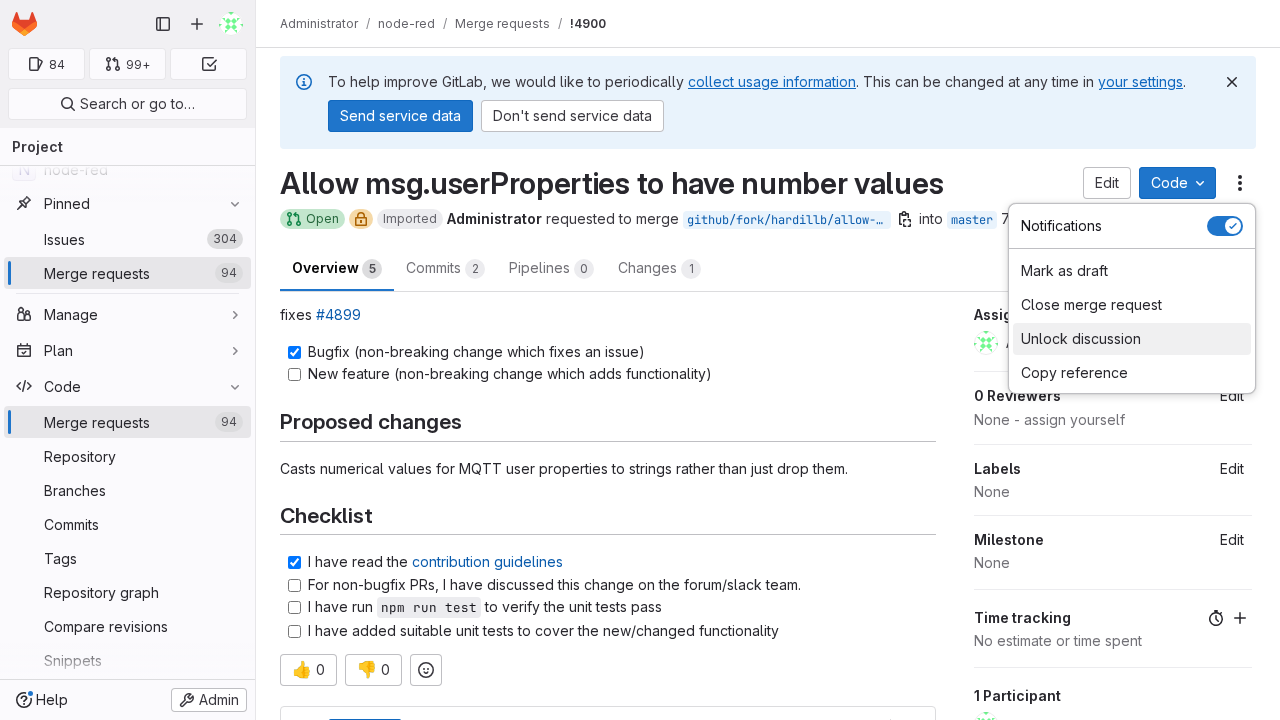 Administrator / node-red / Merge requests / !4900
84
99+
Search or go to…
Project
node-red
Pinned
Issues 304
Merge requests 94
Manage
Plan
Code
Merge requests 94
Repository
Branches
Commits
Tags
Repository graph
Compare revisions
Snippets
Help
Admin
To help improve GitLab, we would like to periodically collect usage information. This can be changed at any time in your settings.
Send service data
Don't send service data
Allow msg.userProperties to have number values
Edit
Code
Open Imported Administrator requested to merge github/fork/hardillb/allow-… into master 7
Notifications
Mark as draft
Close merge request
Unlock discussion
Copy reference
Overview 5
Commits 2
Pipelines 0
Changes 1
fixes #4899
Bugfix (non-breaking change which fixes an issue)
New feature (non-breaking change which adds functionality)
Proposed changes
Casts numerical values for MQTT user properties to strings rather than just drop them.
Checklist
I have read the contribution guidelines
For non-bugfix PRs, I have discussed this change on the forum/slack team.
I have run npm run test to verify the unit tests pass
I have added suitable unit tests to cover the new/changed functionality
👍 0
👎 0
0 Reviewers
Edit
None - assign yourself
Labels
Edit
None
Milestone
Edit
None
Time tracking
No estimate or time spent
1 Participant